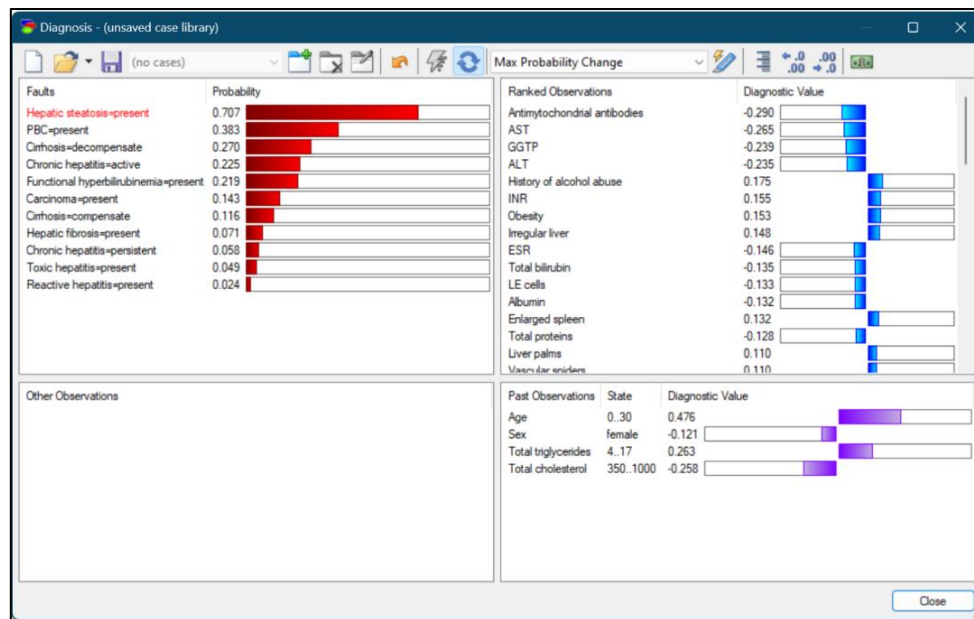 Diagnosis - (unsaved case library)
(no cases)
Max Probability Change
Faults Probability
Hepatic steatosis=present 0.707
PBC=present 0.383
Cirrhosis=decompensate 0.270
Chronic hepatitis=active 0.225
Functional hyperbilirubinemia=present 0.219
Carcinoma=present 0.143
Cirrhosis=compensate 0.116
Hepatic fibrosis=present 0.071
Chronic hepatitis=persistent 0.058
Toxic hepatitis=present 0.049
Reactive hepatitis=present 0.024
Ranked Observations Diagnostic Value
Antimytochondrial antibodies -0.290
AST -0.265
GGTP -0.239
ALT -0.235
History of alcohol abuse 0.175
INR 0.155
Obesity 0.153
Irregular liver 0.148
ESR -0.146
Total bilirubin -0.135
LE cells -0.133
Albumin -0.132
Enlarged spleen 0.132
Total proteins -0.128
Liver palms 0.110
Vascular spiders 0.110
Other Observations
Past Observations State Diagnostic Value
Age 0..30 0.476
Sex female -0.121
Total triglycerides 4..17 0.263
Total cholesterol 350..1000 -0.258
Close